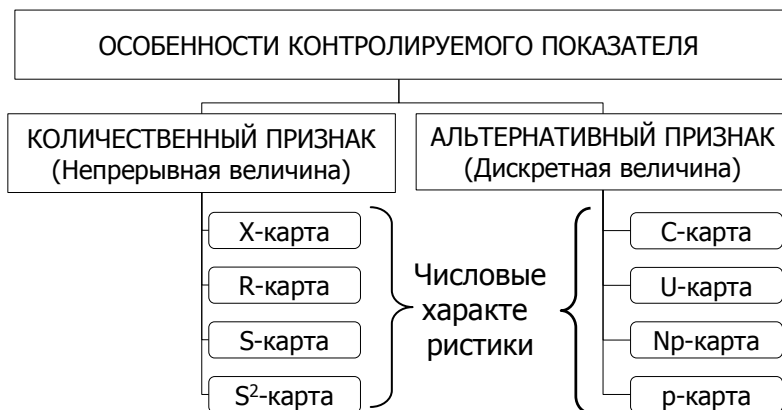 ОСОБЕННОСТИ КОНТРОЛИРУЕМОГО ПОКАЗАТЕЛЯ
КОЛИЧЕСТВЕННЫЙ ПРИЗНАК
(Непрерывная величина)
X-карта
R-карта
S-карта
S²-карта
Числовые
характе
ристики
АЛЬТЕРНАТИВНЫЙ ПРИЗНАК
(Дискретная величина)
C-карта
U-карта
Np-карта
p-карта